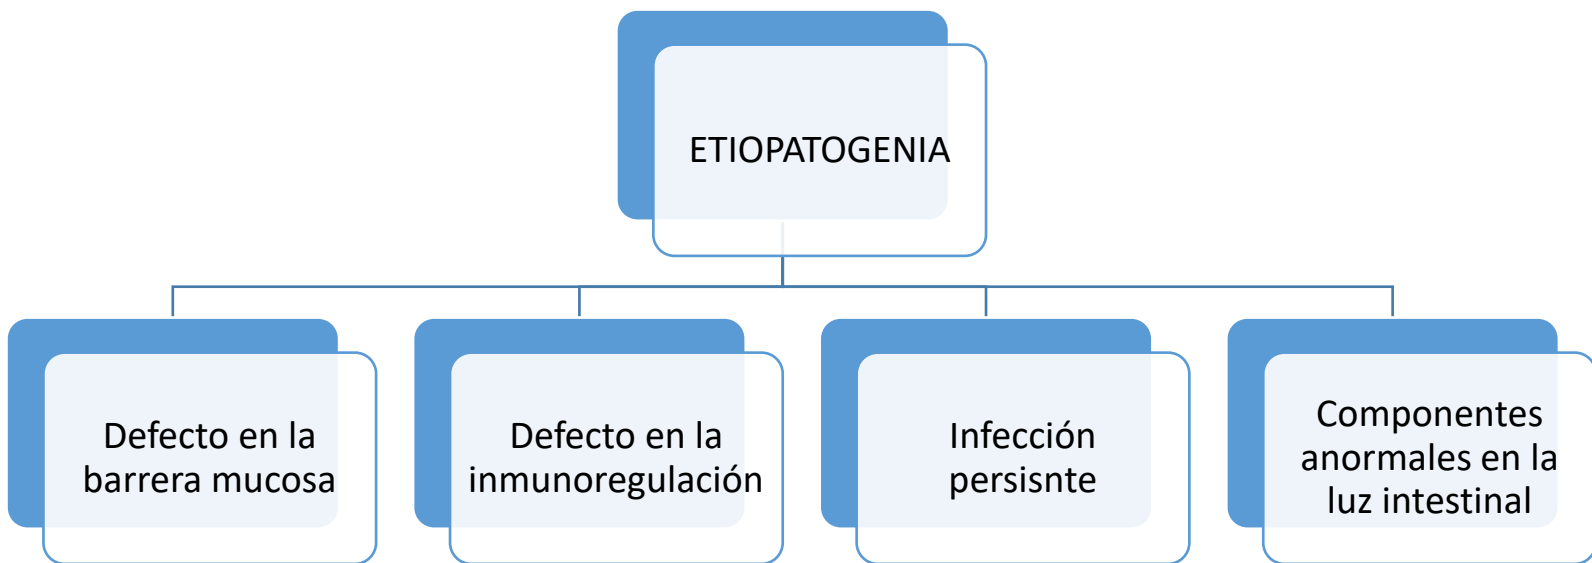 ETIOPATOGENIA
Defecto en la
barrera mucosa
Defecto en la
inmunoregulación
Infección
persisnte
Componentes
anormales en la
luz intestinal